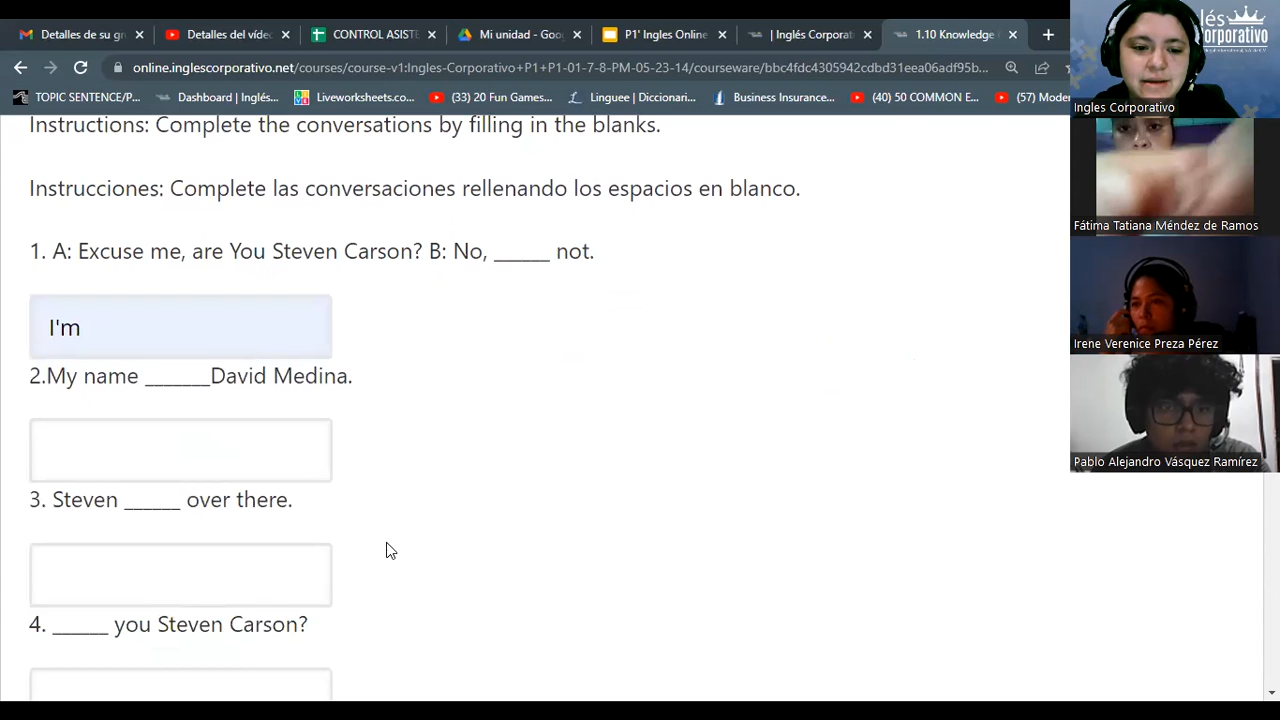 Detalles de su gr
Detalles del víde
CONTROL ASIST
Mi unidad - Goo
P1' Ingles Online
| Inglés Corporat
1.10 Knowledge
online.inglescorporativo.net/courses/course-v1:Ingles-Corporativo+P1+P1-01-7-8-PM-05-23-14/courseware/bbc4fdc4305942cdbd31eea06adf95b...
TOPIC SENTENCE/P...
Dashboard | Inglés...
Liveworksheets.co...
(33) 20 Fun Games...
Linguee | Diccionari...
Business Insurance...
(40) 50 COMMON E...
(57) Mode
Instructions: Complete the conversations by filling in the blanks.
Instrucciones: Complete las conversaciones rellenando los espacios en blanco.
1. A: Excuse me, are You Steven Carson? B: No, ______ not.
I'm
2.My name _______David Medina.
3. Steven ______ over there.
4. ______ you Steven Carson?
lés
orporativo
Ingles Corporativo
Fátima Tatiana Méndez de Ramos
Irene Verenice Preza Pérez
Pablo Alejandro Vásquez Ramírez